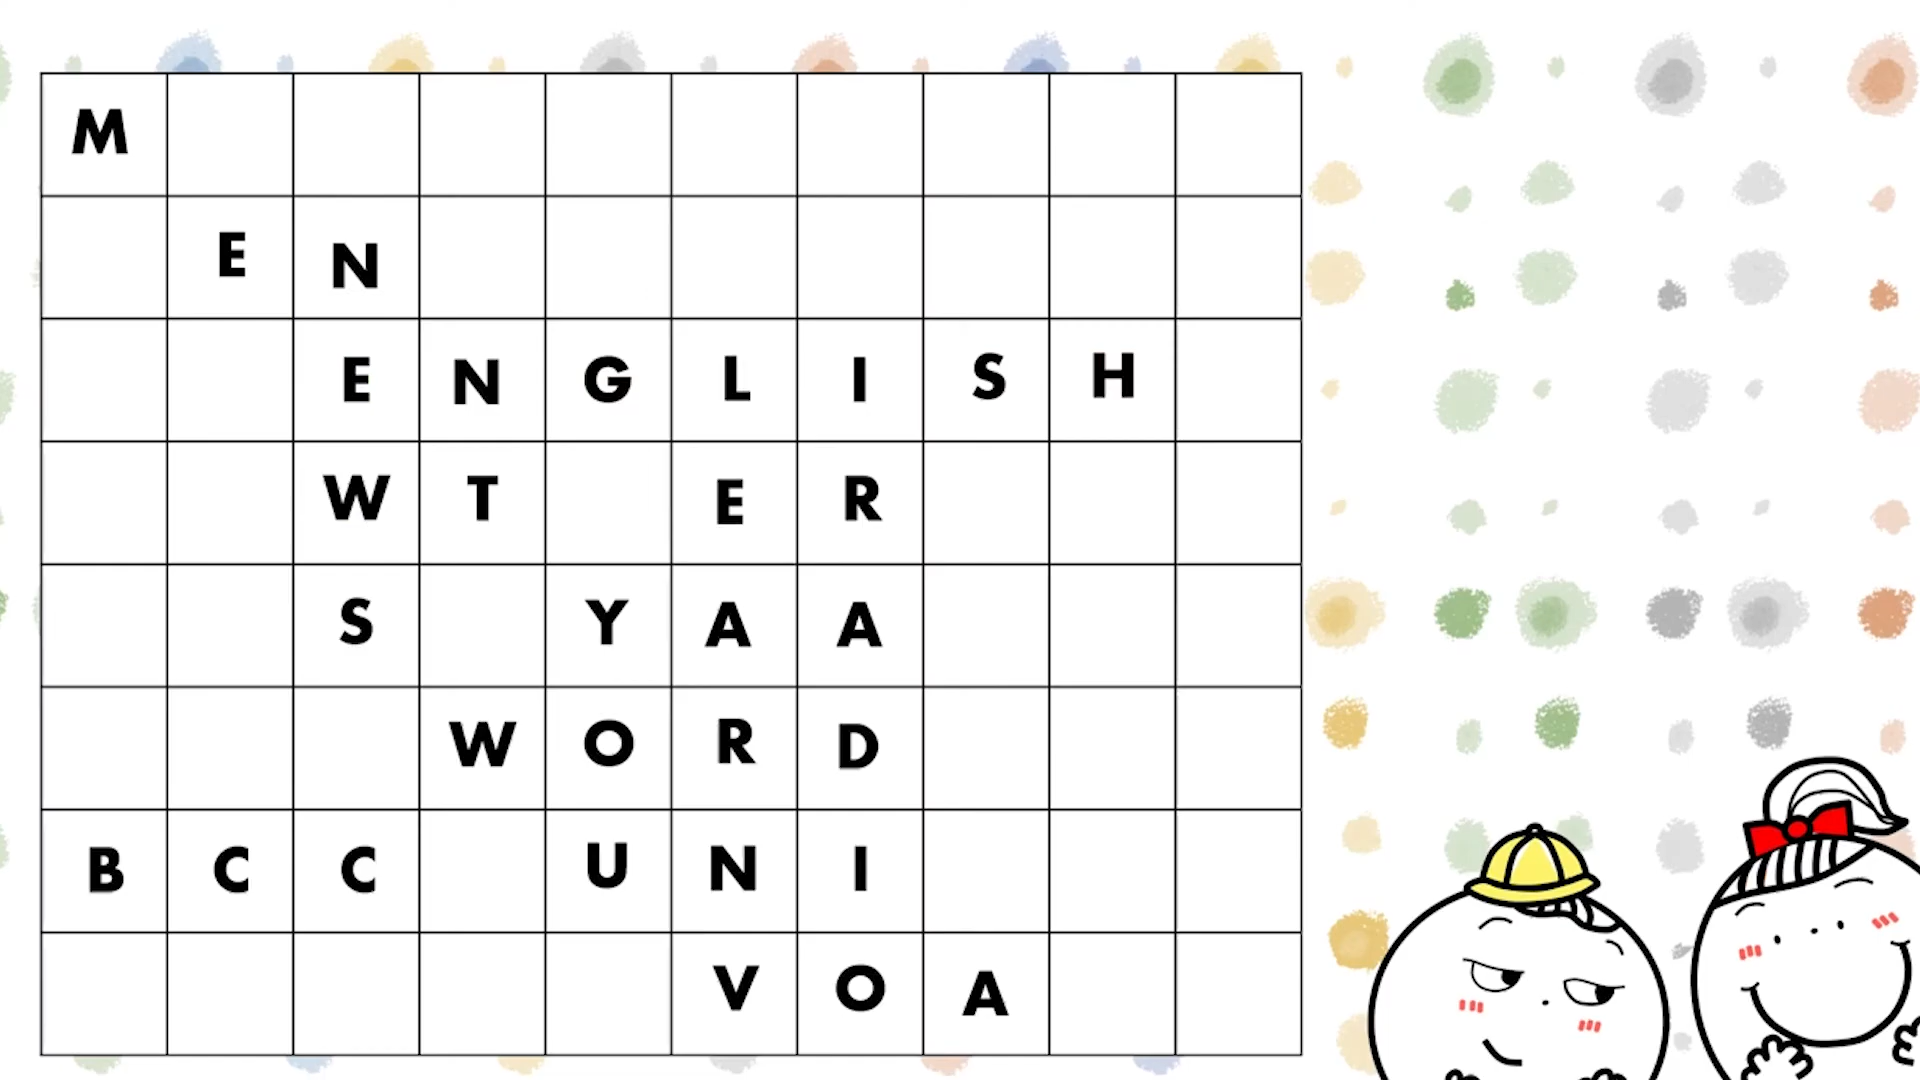 M
E N
E N G L I S H
W T E R
S Y A A
W O R D
B C C U N I
V O A